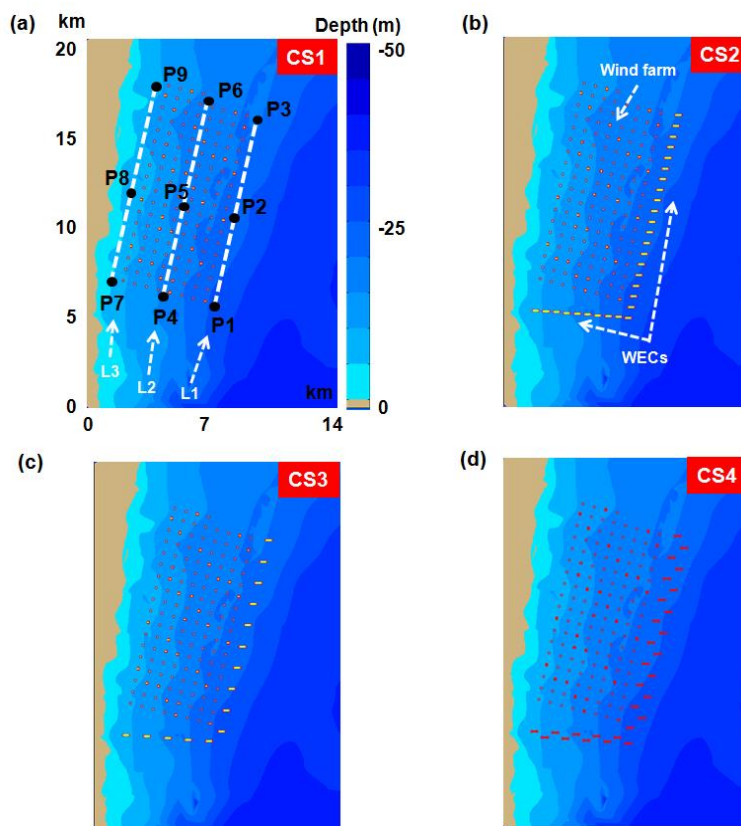 (a)
km
20
15
10
5
0
0
7
14
km
CS1
P9
P6
P3
P8
P5
P2
P7
P4
P1
L3
L2
L1
Depth (m)
-50
-25
0
(b)
CS2
Wind farm
WECs
(c)
CS3
(d)
CS4